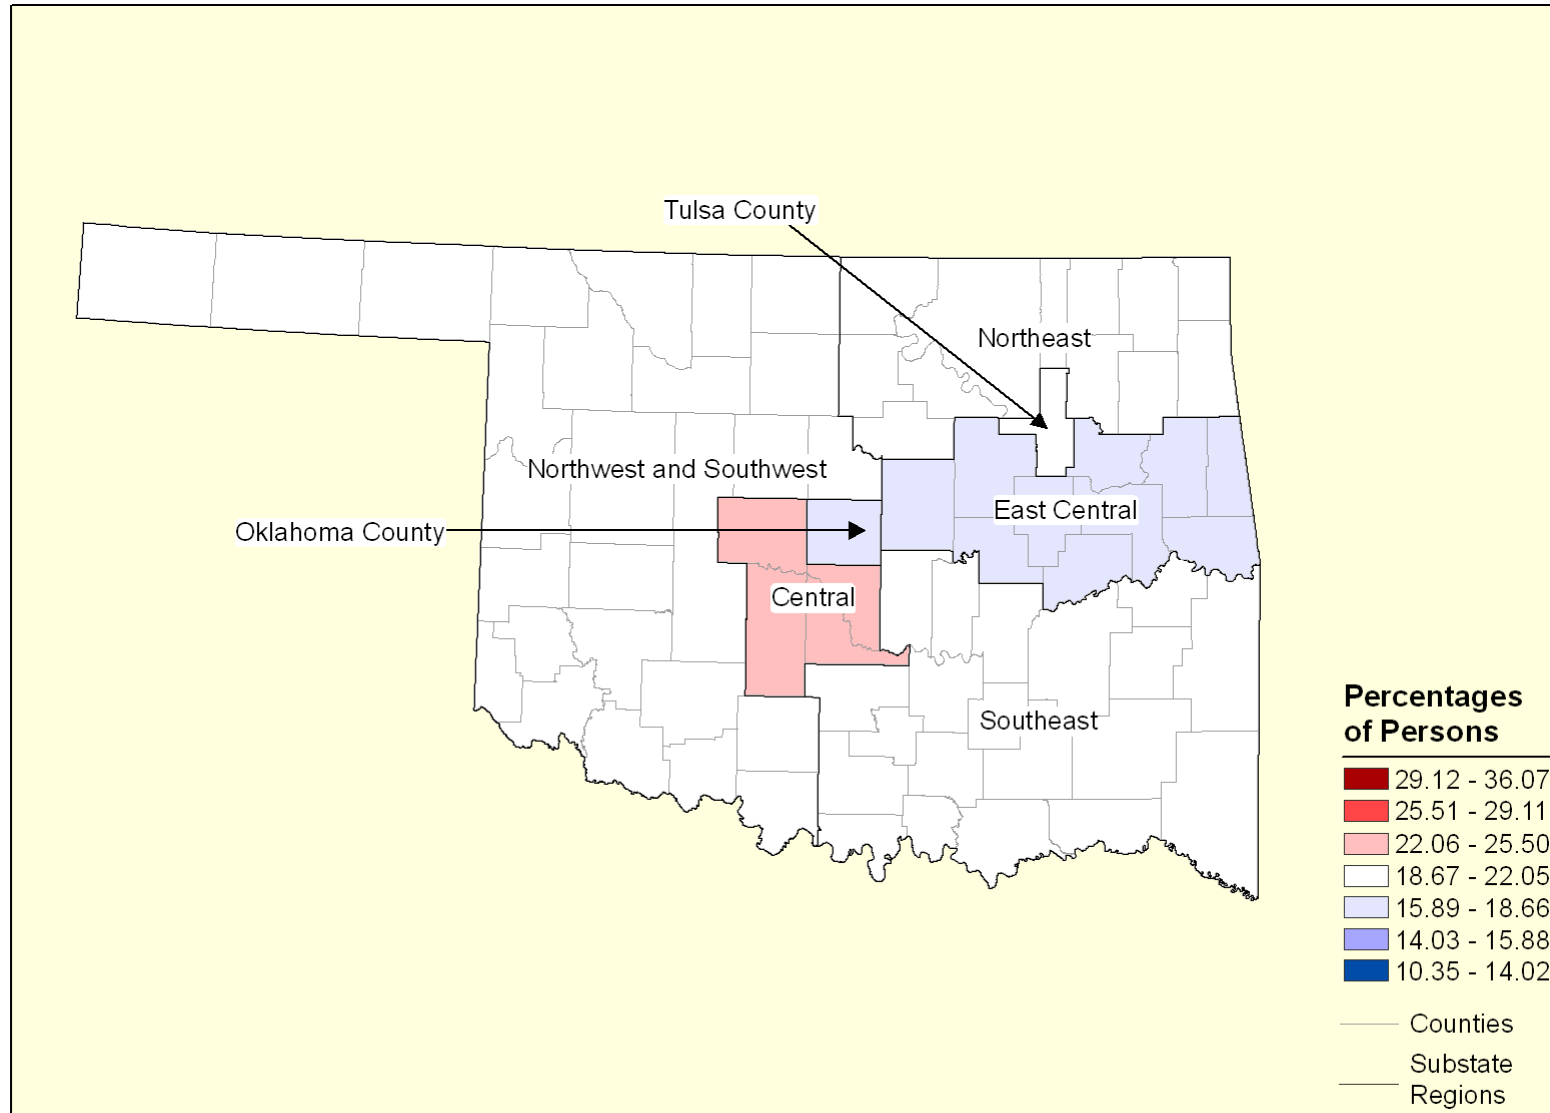 Tulsa County
Northeast
Northwest and Southwest
East Central
Oklahoma County
Central
Southeast
Percentages
of Persons
29.12 - 36.07
25.51 - 29.11
22.06 - 25.50
18.67 - 22.05
15.89 - 18.66
14.03 - 15.88
10.35 - 14.02
Counties
Substate
Regions